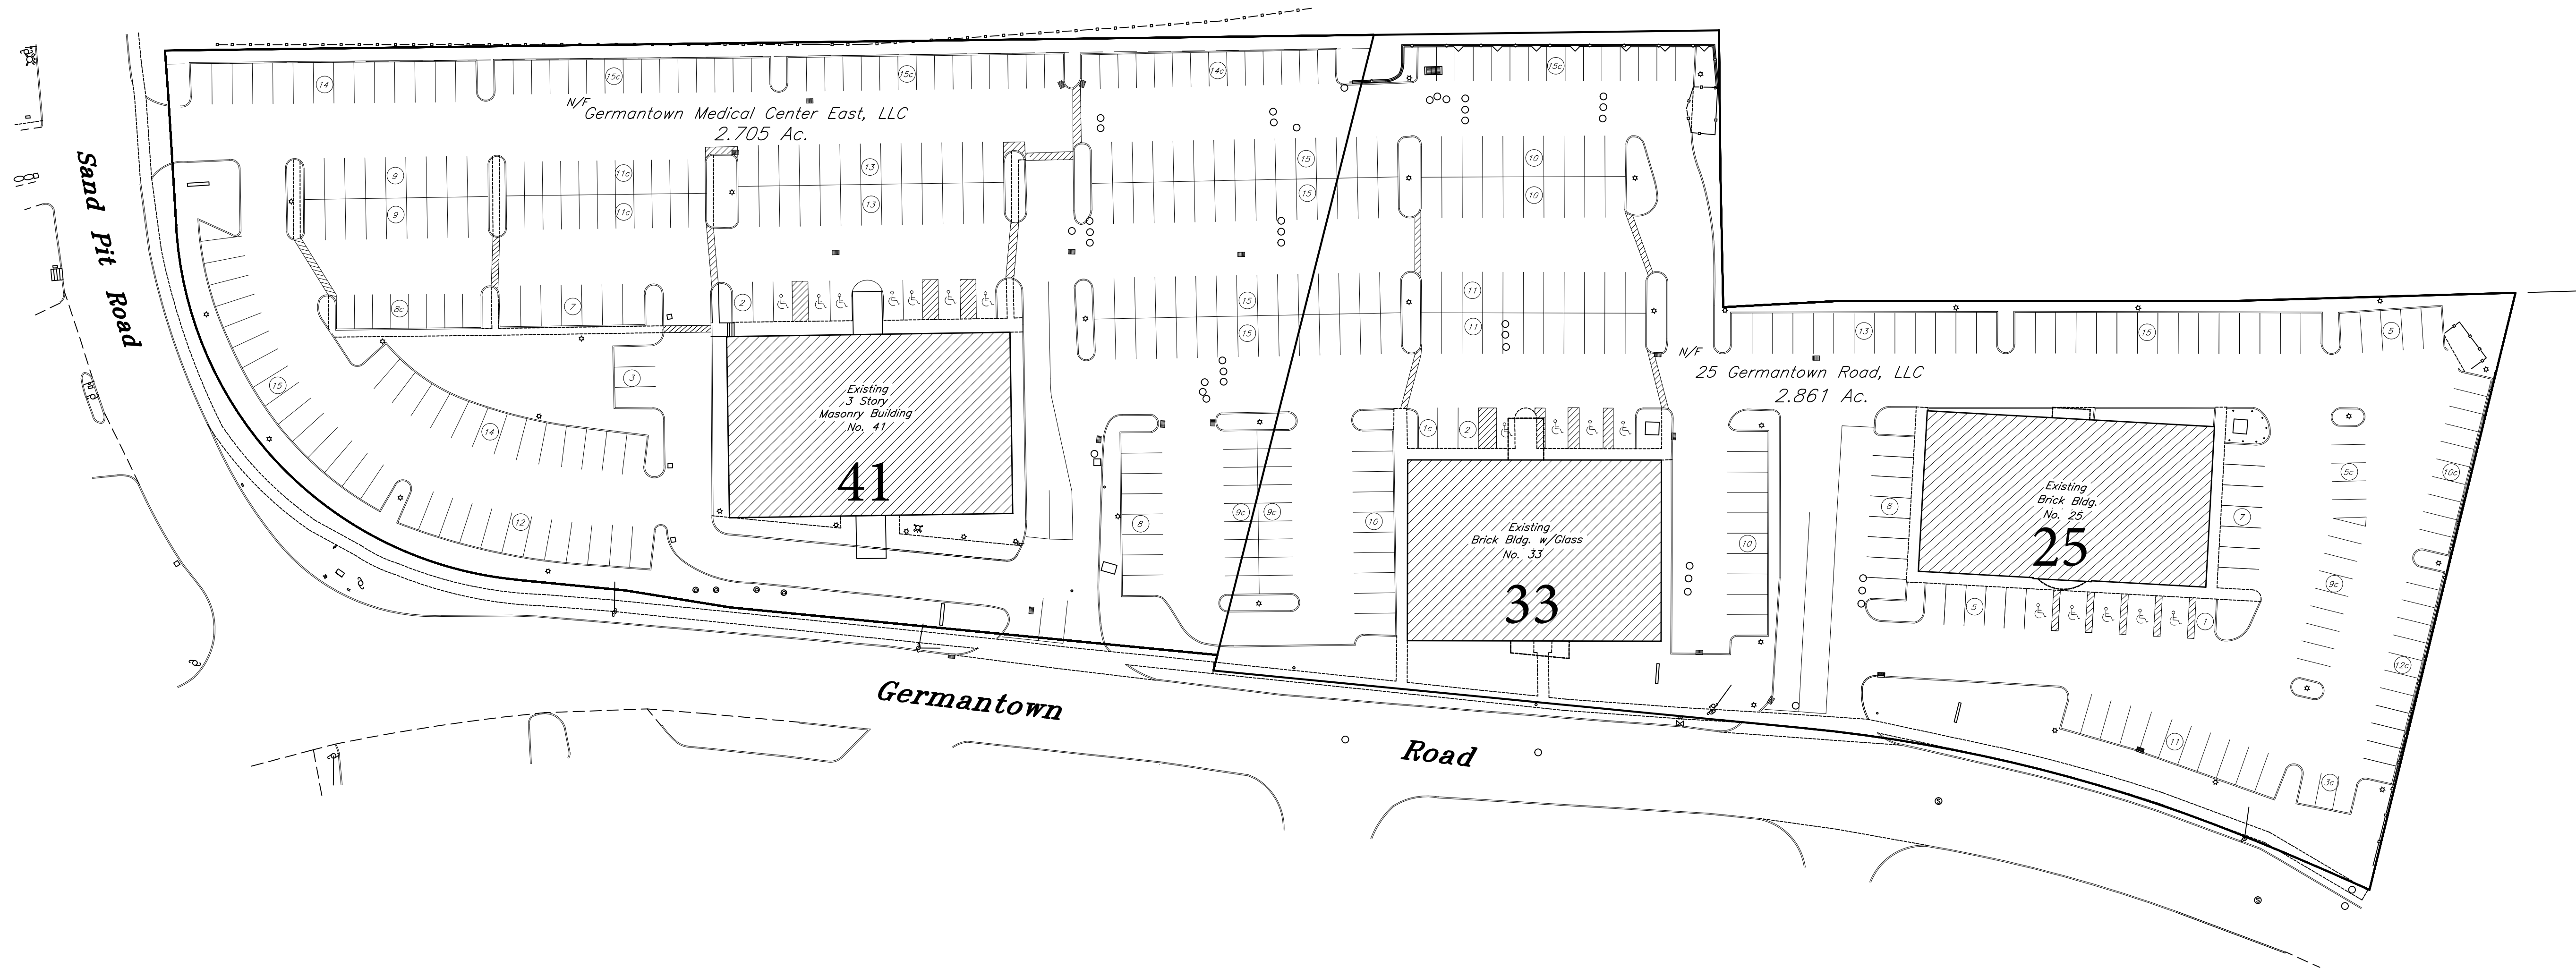 14
15c
15c
14c
15c
N/F
Germantown Medical Center East, LLC
2.705 Ac.
Sand Pit Road
9
11c
13
15
10
9
11c
13
15
10
8c
7
2
15
11
15
11
13
15
5
N/F
25 Germantown Road, LLC
2.861 Ac.
15
3
14
12
Existing
3 Story
Masonry Building
No. 41
41
8
9c
9c
10
1c
2
Existing
Brick Bldg. w/Glass
No. 33
33
10
8
Existing
Brick Bldg.
No. 25
25
7
5c
10c
9c
5
1
12c
11
3c
Germantown Road